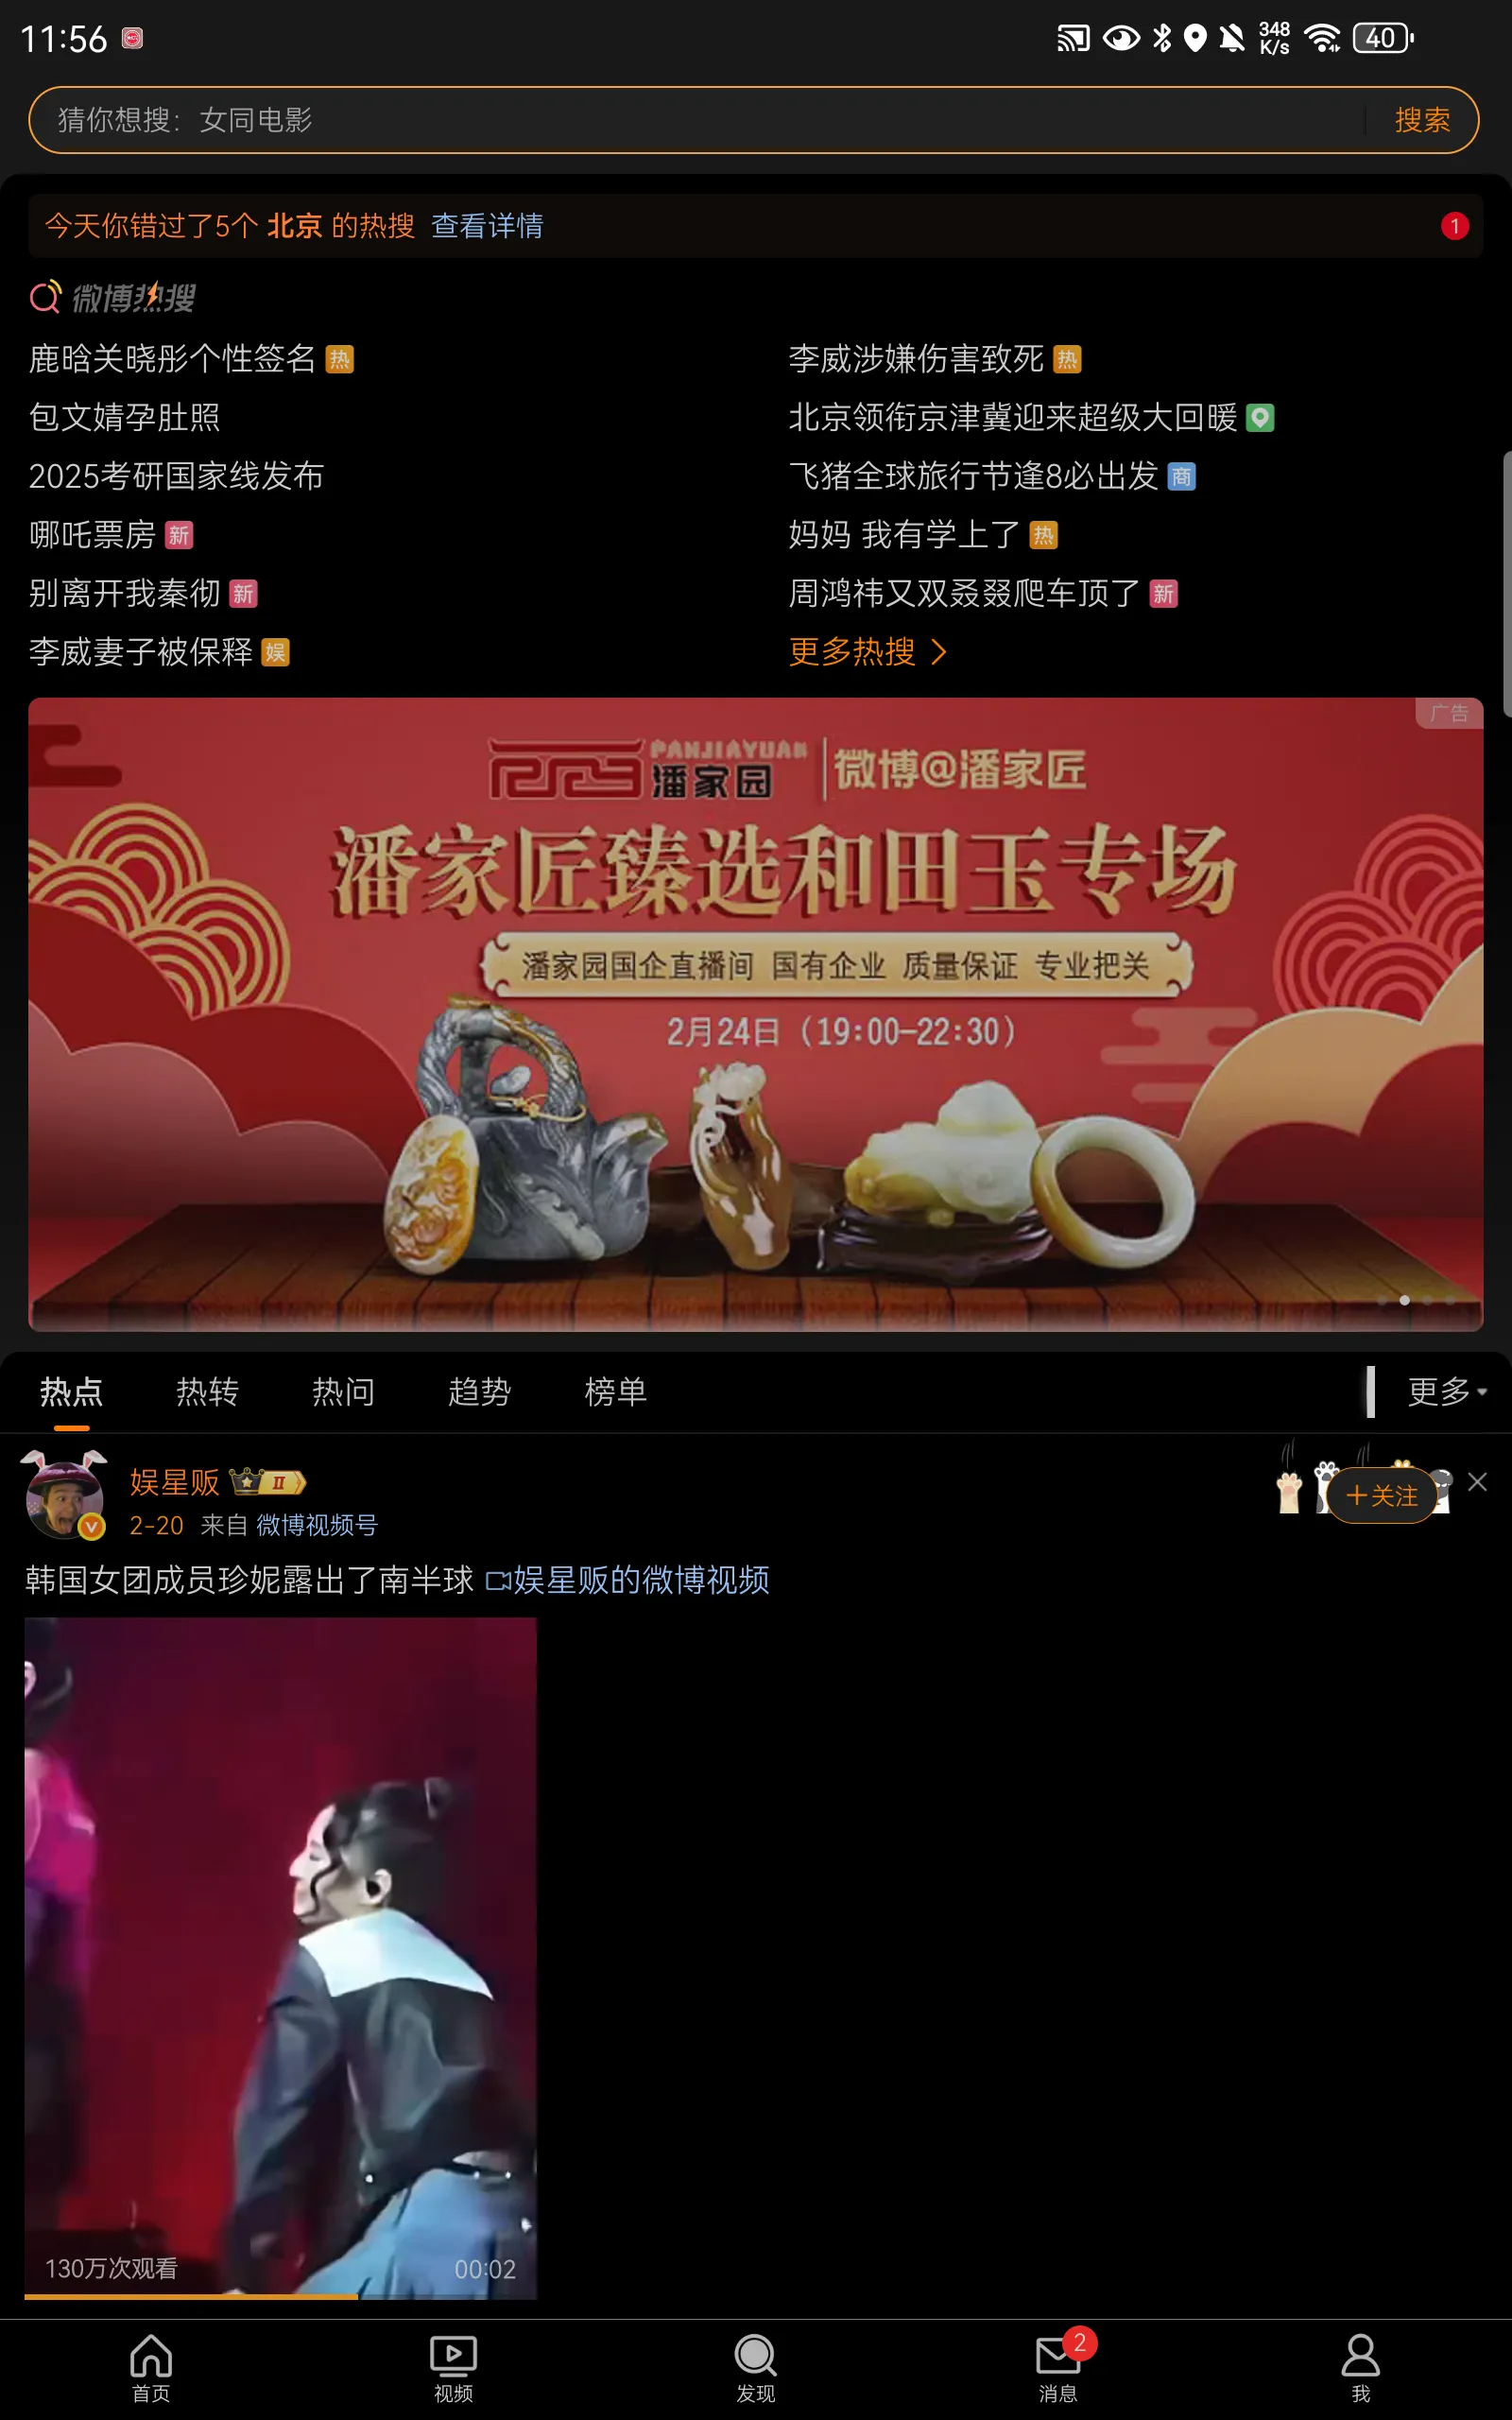 11:56
348 K/s
40
猜你想搜：女同电影
搜索
今天你错过了5个 北京 的热搜 查看详情
1
微博热搜
鹿晗关晓彤个性签名 热
李威涉嫌伤害致死 热
包文婧孕肚照
北京领衔京津冀迎来超级大回暖
2025考研国家线发布
飞猪全球旅行节逢8必出发 商
哪吒票房 新
妈妈 我有学上了 热
别离开我秦彻 新
周鸿祎又双叒叕爬车顶了 新
李威妻子被保释 娱
更多热搜
广告
PANJIAYUAN
潘家园
微博@潘家匠
潘家匠臻选和田玉专场
潘家园国企直播间 国有企业 质量保证 专业把关
2月24日（19:00-22:30）
热点 热转 热问 趋势 榜单 更多
娱星贩 II
+关注
2-20 来自 微博视频号
韩国女团成员珍妮露出了南半球 娱星贩的微博视频
130万次观看 00:02
2
首页 视频 发现 消息 我